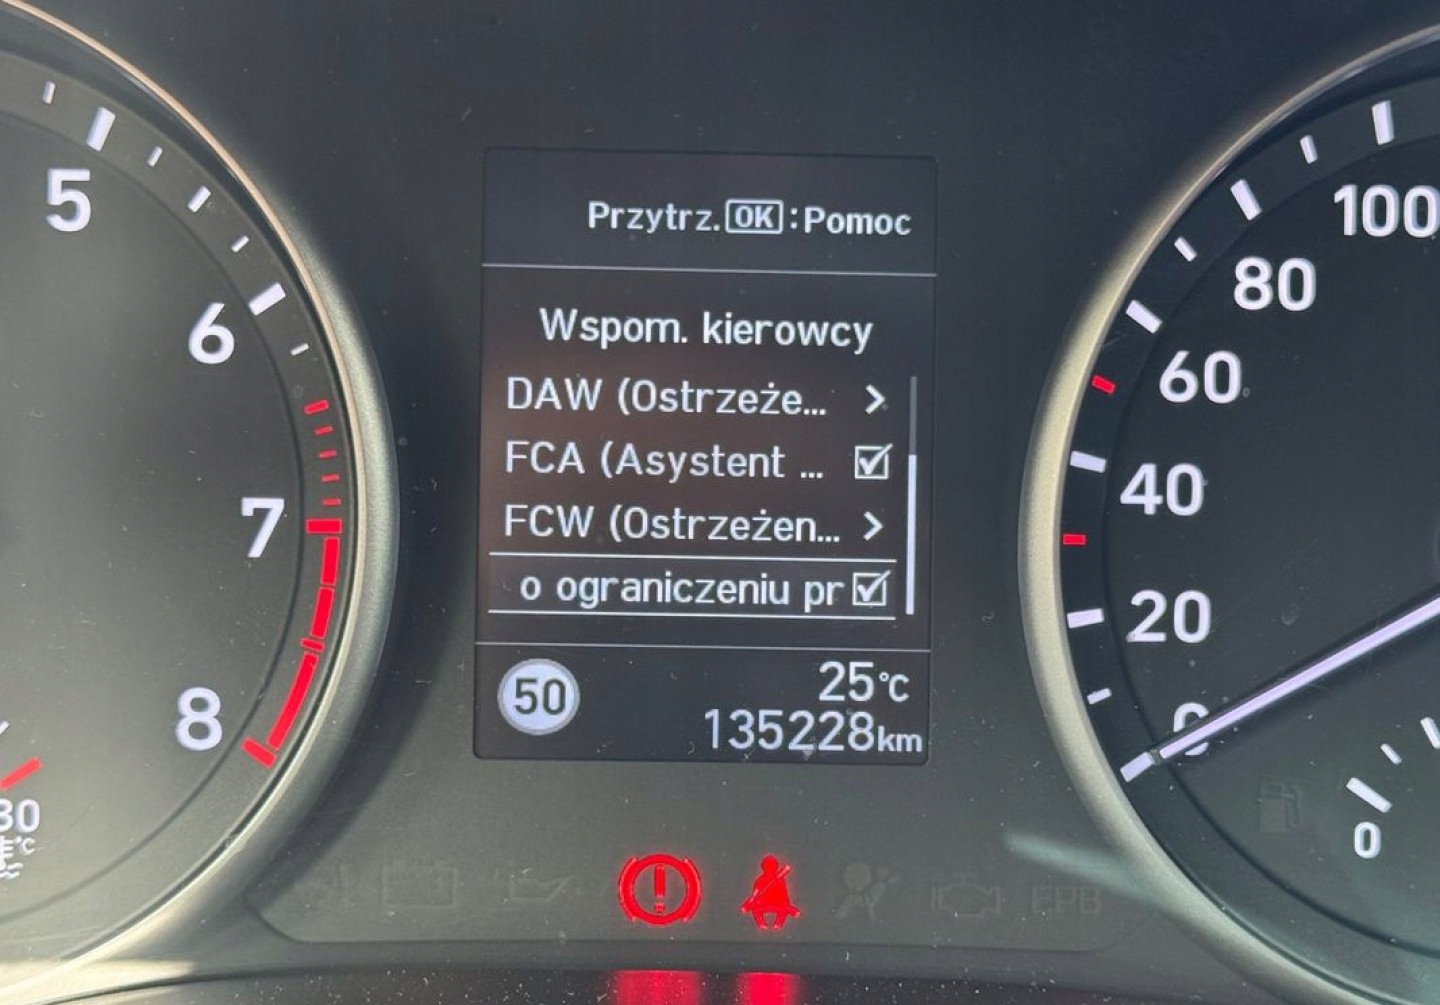 Przytrz. OK : Pomoc
Wspom. kierowcy
DAW (Ostrzeże...
FCA (Asystent ...
FCW (Ostrzeżen...
o ograniczeniu pr
50
25°C
135228km
5
6
7
8
100
80
60
40
20
0
0
EPB